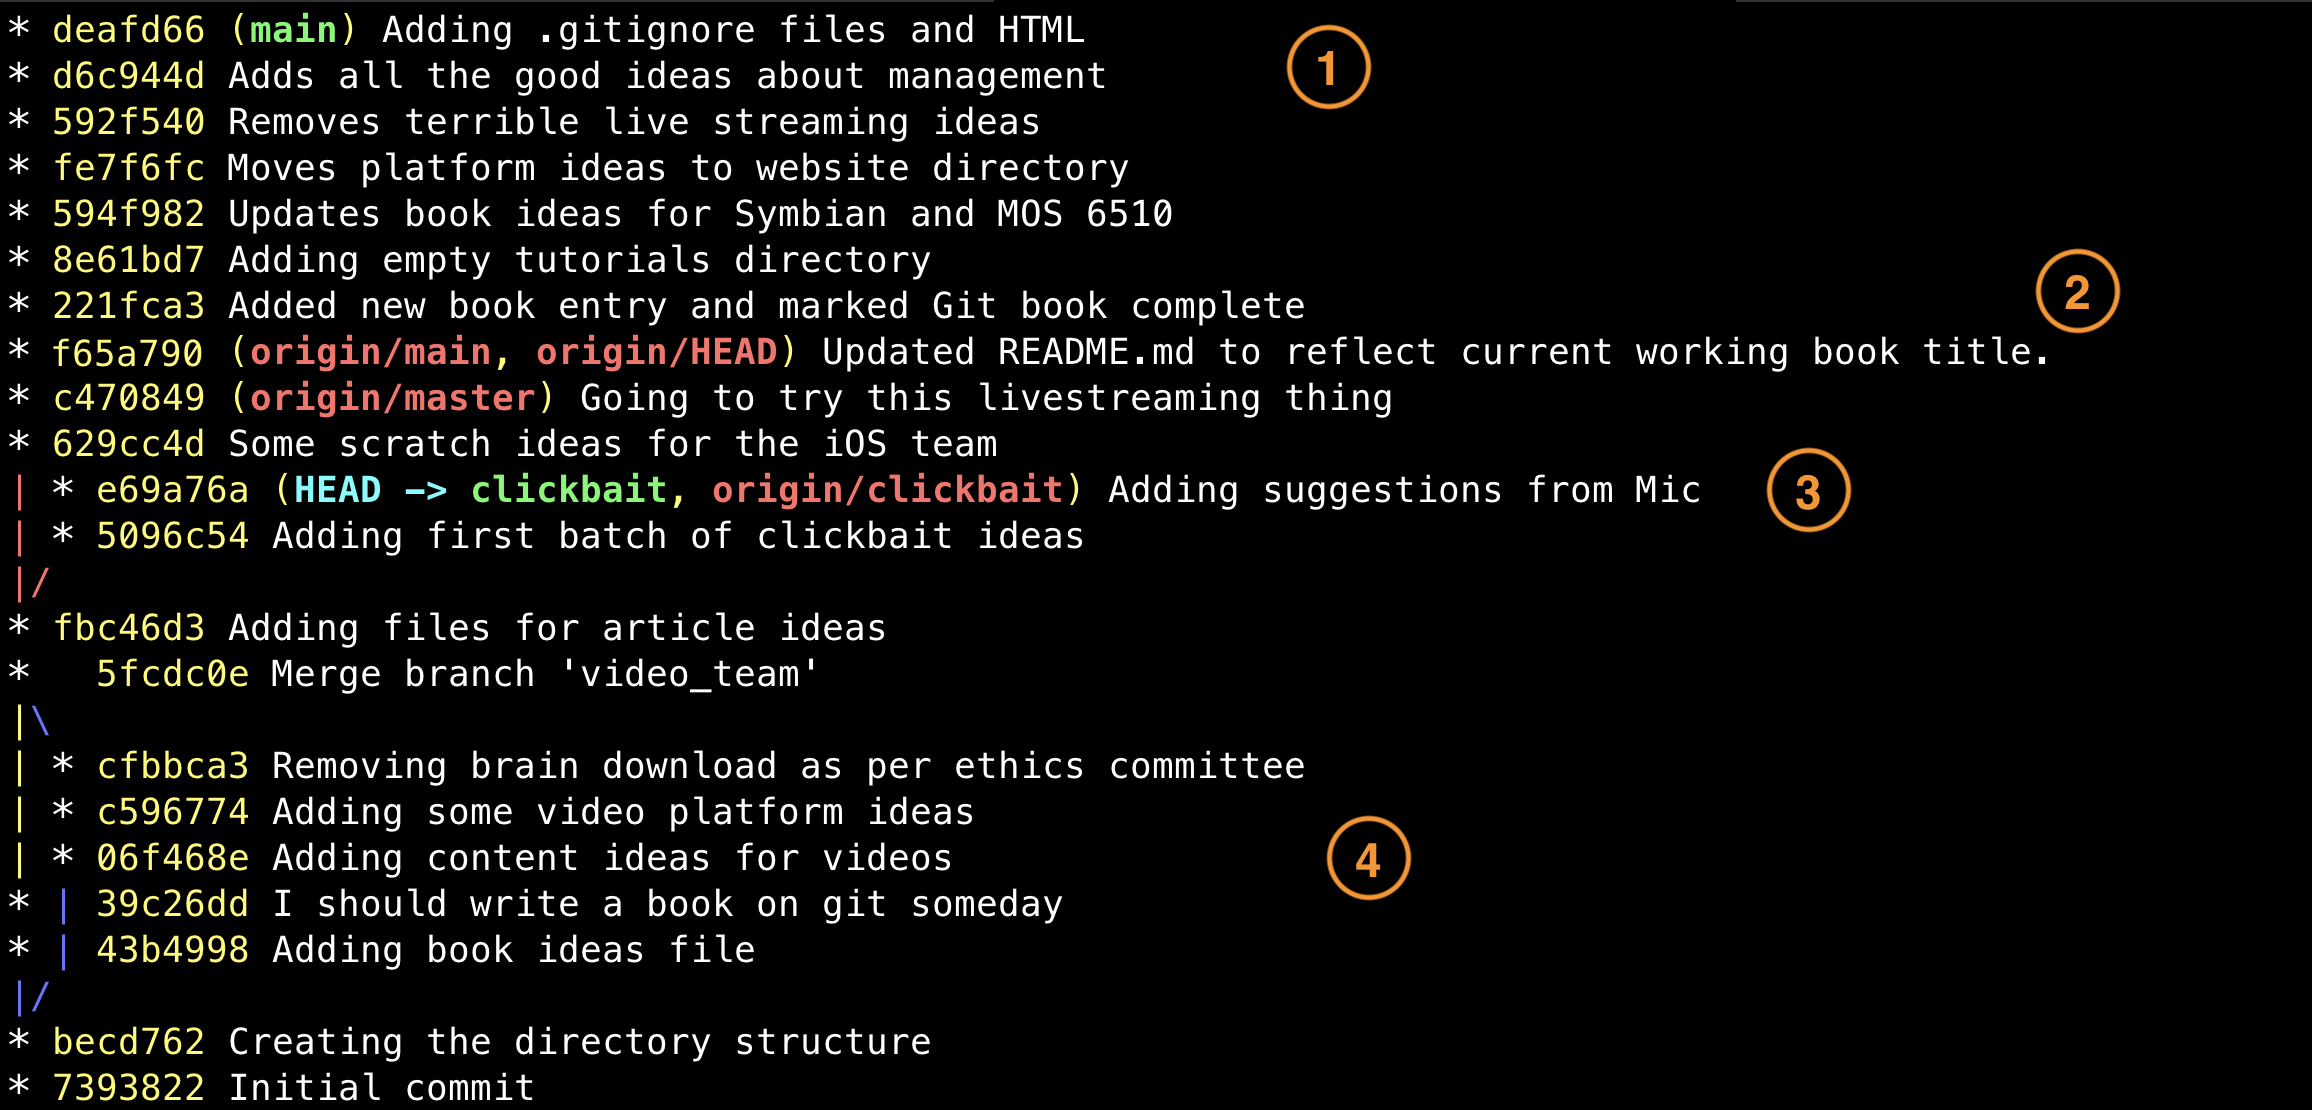 * deafd66 (main) Adding .gitignore files and HTML
* d6c944d Adds all the good ideas about management
1
* 592f540 Removes terrible live streaming ideas
* fe7f6fc Moves platform ideas to website directory
* 594f982 Updates book ideas for Symbian and MOS 6510
* 8e61bd7 Adding empty tutorials directory
2
* 221fca3 Added new book entry and marked Git book complete
* f65a790 (origin/main, origin/HEAD) Updated README.md to reflect current working book title.
* c470849 (origin/master) Going to try this livestreaming thing
* 629cc4d Some scratch ideas for the iOS team
| * e69a76a (HEAD -> clickbait, origin/clickbait) Adding suggestions from Mic
3
| * 5096c54 Adding first batch of clickbait ideas
|/
* fbc46d3 Adding files for article ideas
*   5fcdc0e Merge branch 'video_team'
|\
| * cfbbca3 Removing brain download as per ethics committee
| * c596774 Adding some video platform ideas
| * 06f468e Adding content ideas for videos
4
* | 39c26dd I should write a book on git someday
* | 43b4998 Adding book ideas file
|/
* becd762 Creating the directory structure
* 7393822 Initial commit